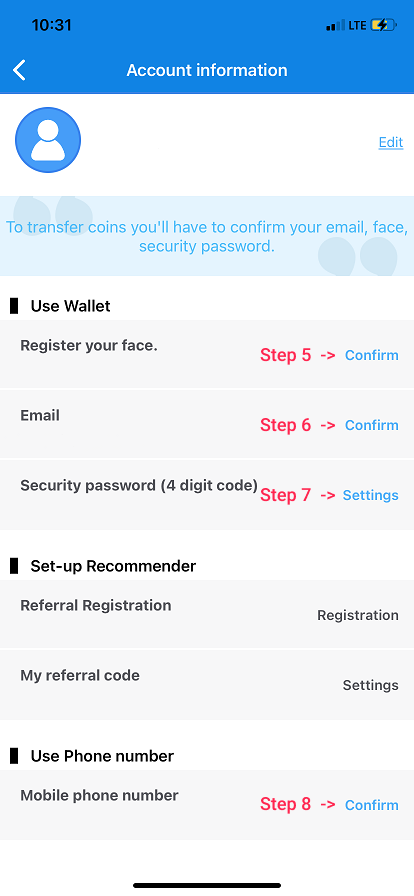 10:31
LTE
Account information
Edit
To transfer coins you'll have to confirm your email, face,
security password.
Use Wallet
Register your face.
Step 5 -> Confirm
Email
Step 6 -> Confirm
Security password (4 digit code) Step 7 -> Settings
Set-up Recommender
Referral Registration
Registration
My referral code
Settings
Use Phone number
Mobile phone number
Step 8 -> Confirm